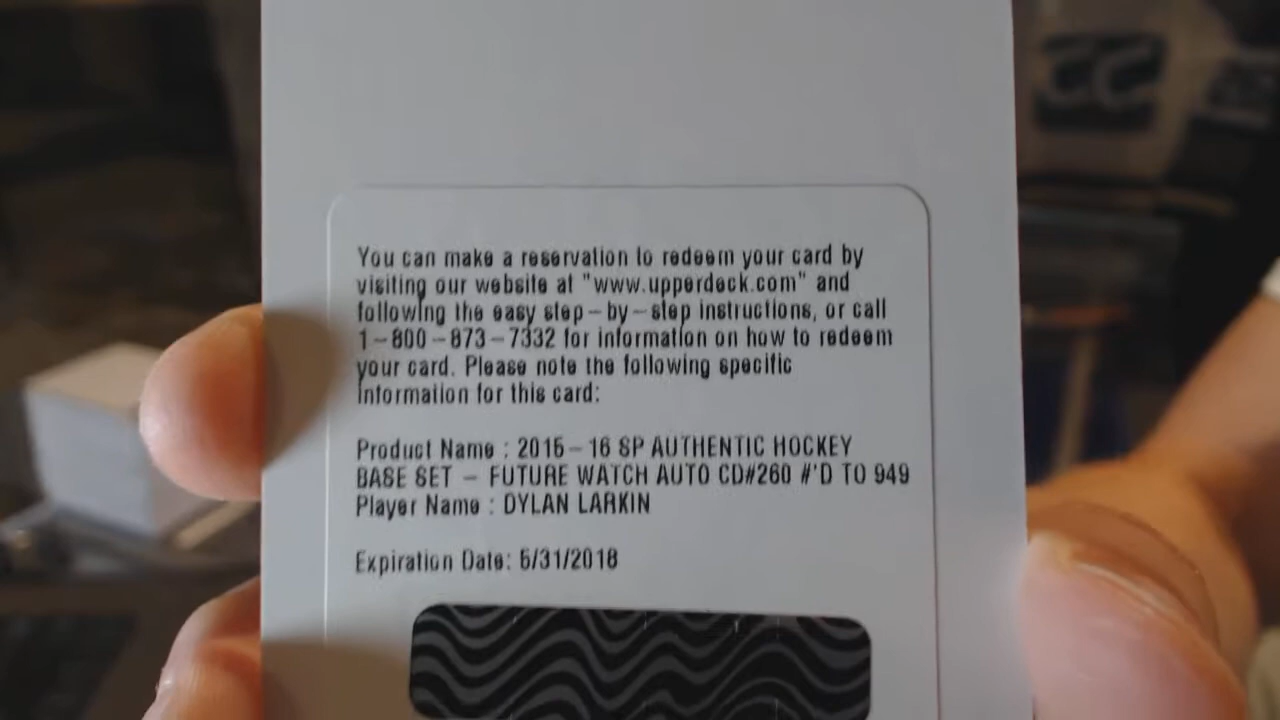 You can make a reservation to redeem your card by
visiting our website at "www.upperdeck.com" and
following the easy step-by-step instructions, or call
1-800-873-7332 for information on how to redeem
your card. Please note the following specific
information for this card:
Product Name : 2015-16 SP AUTHENTIC HOCKEY
BASE SET - FUTURE WATCH AUTO CD#260 #'D TO 949
Player Name : DYLAN LARKIN
Expiration Date: 5/31/2018